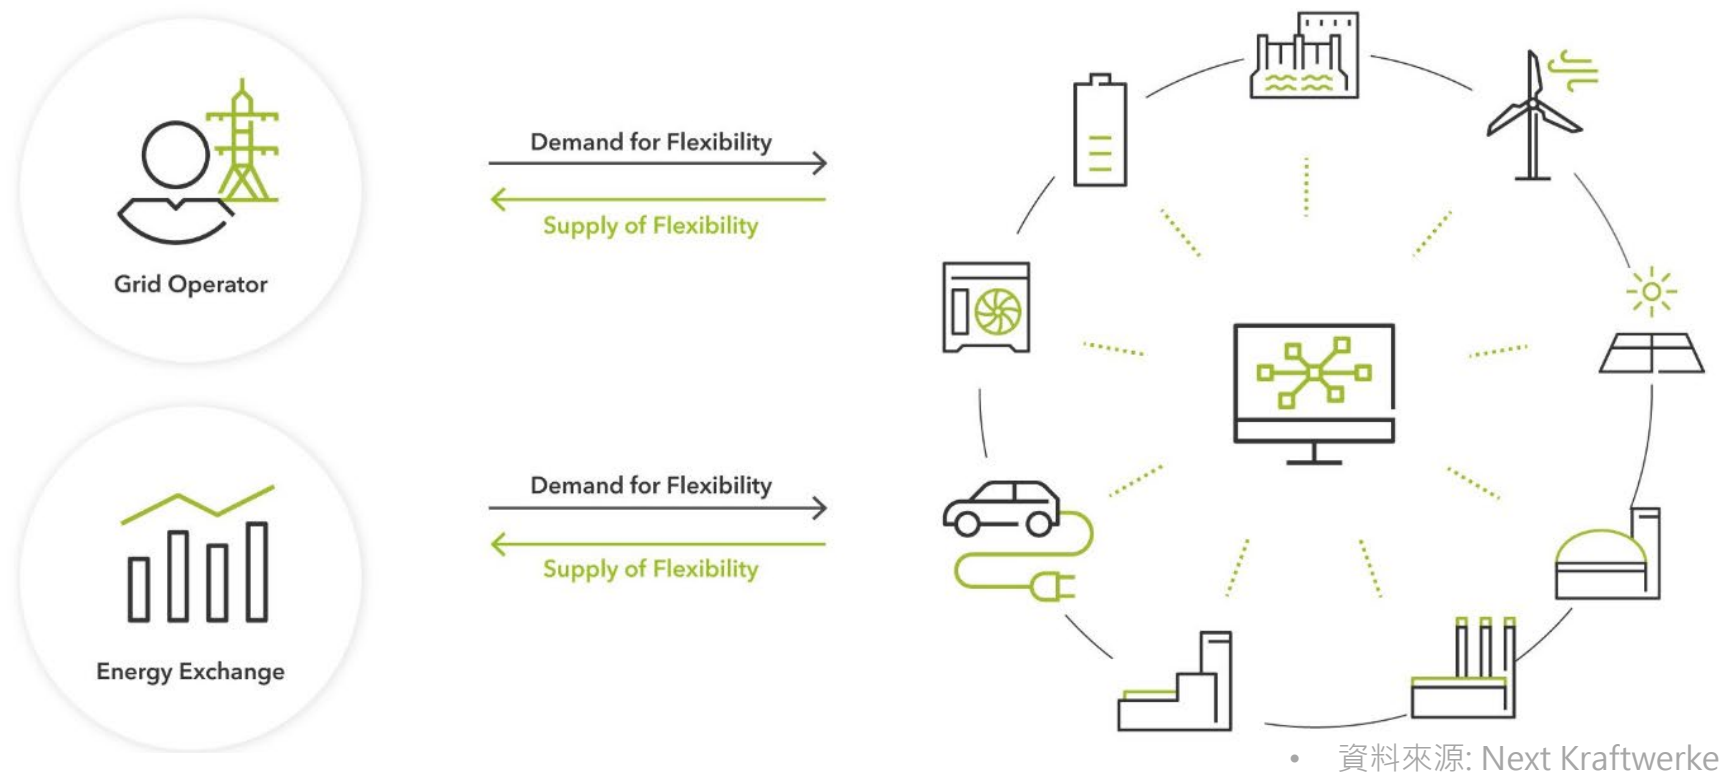 Demand for Flexibility
Supply of Flexibility
Grid Operator
Demand for Flexibility
Supply of Flexibility
Energy Exchange
• 資料來源: Next Kraftwerke